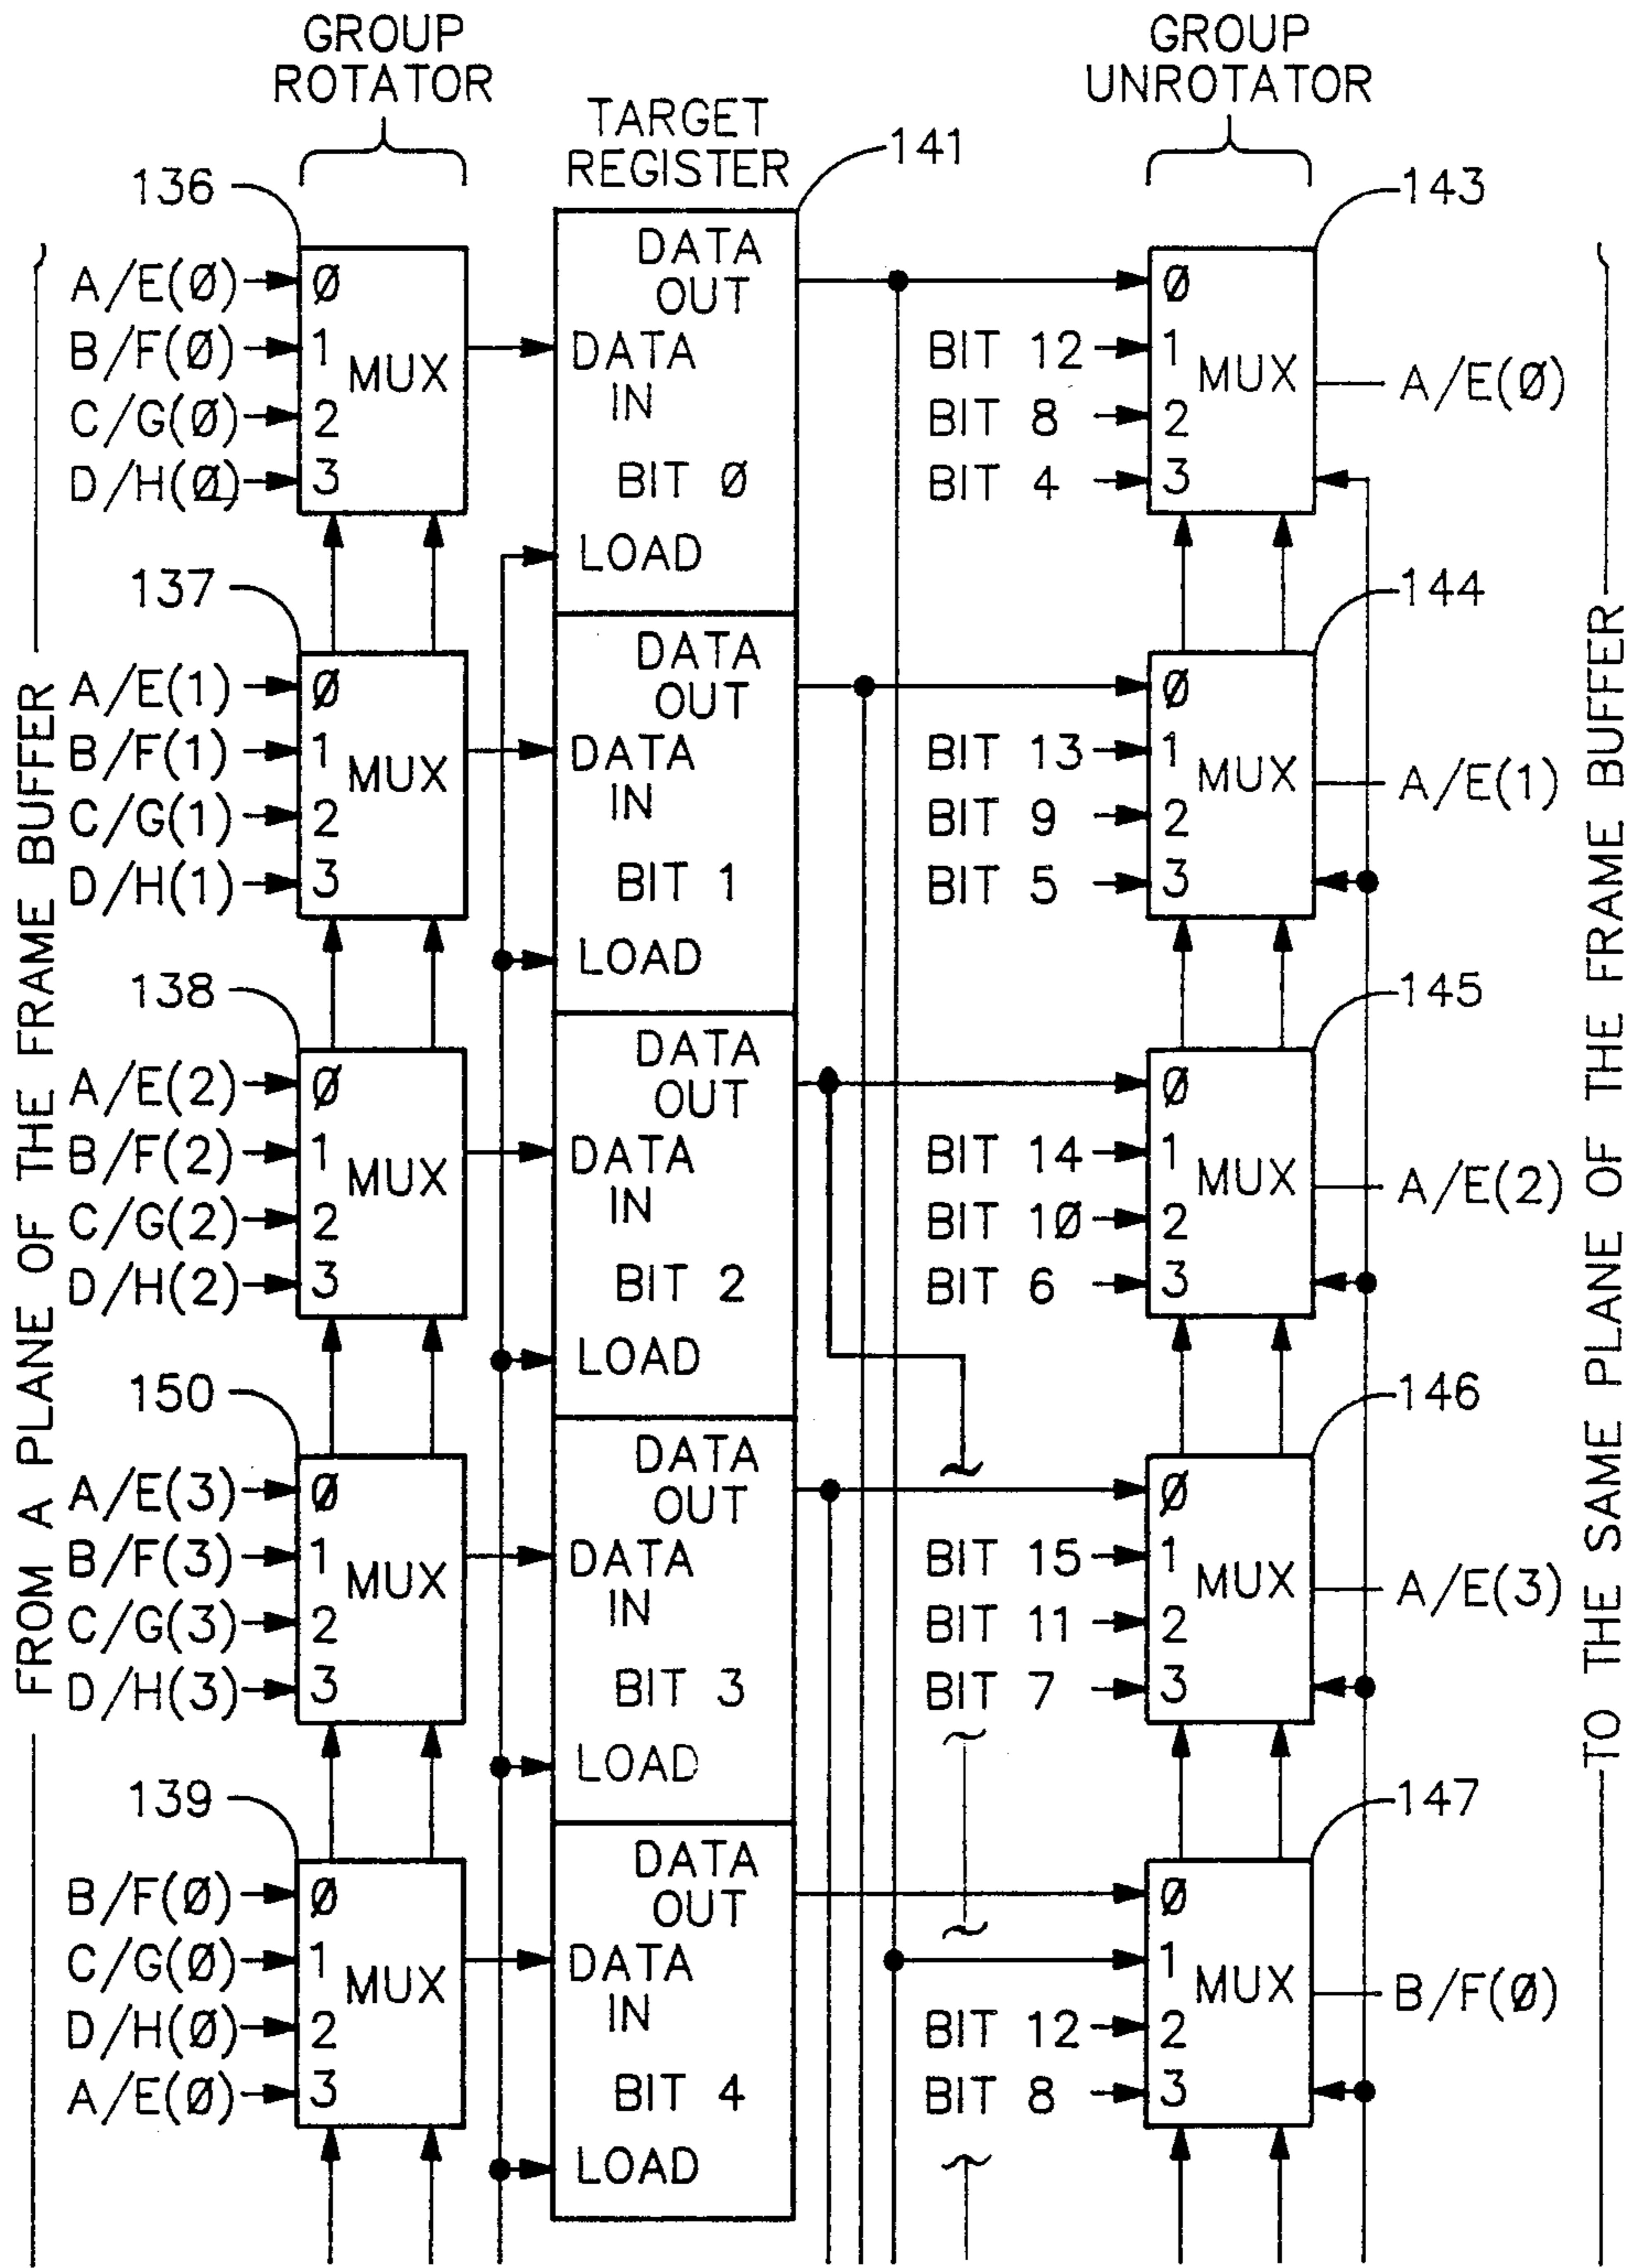 GROUP
ROTATOR
GROUP
UNROTATOR
TARGET
REGISTER
141
136
143
FROM A PLANE OF THE FRAME BUFFER
TO THE SAME PLANE OF THE FRAME BUFFER
A/E(Ø)
B/F(Ø)
C/G(Ø)
D/H(Ø)
Ø
1
2
3
MUX
DATA
OUT
DATA
IN
BIT Ø
LOAD
BIT 12
BIT 8
BIT 4
Ø
1
2
3
MUX
A/E(Ø)
137
144
A/E(1)
B/F(1)
C/G(1)
D/H(1)
Ø
1
2
3
MUX
DATA
OUT
DATA
IN
BIT 1
LOAD
BIT 13
BIT 9
BIT 5
Ø
1
2
3
MUX
A/E(1)
138
145
A/E(2)
B/F(2)
C/G(2)
D/H(2)
Ø
1
2
3
MUX
DATA
OUT
DATA
IN
BIT 2
LOAD
BIT 14
BIT 1Ø
BIT 6
Ø
1
2
3
MUX
A/E(2)
150
146
A/E(3)
B/F(3)
C/G(3)
D/H(3)
Ø
1
2
3
MUX
DATA
OUT
DATA
IN
BIT 3
LOAD
BIT 15
BIT 11
BIT 7
Ø
1
2
3
MUX
A/E(3)
139
147
B/F(Ø)
C/G(Ø)
D/H(Ø)
A/E(Ø)
Ø
1
2
3
MUX
DATA
OUT
DATA
IN
BIT 4
LOAD
BIT 12
BIT 8
Ø
1
2
3
MUX
B/F(Ø)